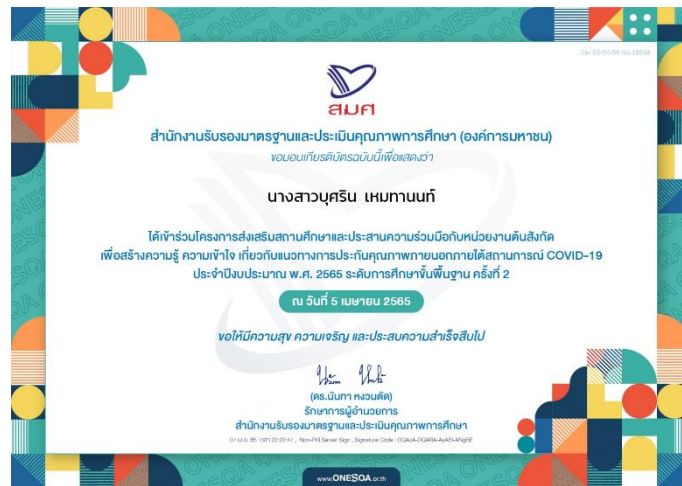 Cer 65-04-04-No.18568
สมศ
สำนักงานรับรองมาตรฐานและประเมินคุณภาพการศึกษา (องค์การมหาชน)
ขอมอบเกียรติบัตรฉบับนี้เพื่อแสดงว่า
นางสาวบุศริน เหมทานนท์
ได้เข้าร่วมโครงการส่งเสริมสถานศึกษาและประสานความร่วมมือกับหน่วยงานต้นสังกัด
เพื่อสร้างความรู้ ความเข้าใจ เกี่ยวกับแนวทางการประกันคุณภาพภายนอกภายใต้สถานการณ์ COVID-19
ประจำปีงบประมาณ พ.ศ. 2565 ระดับการศึกษาขั้นพื้นฐาน ครั้งที่ 2
ณ วันที่ 5 เมษายน 2565
ขอให้มีความสุข ความเจริญ และประสบความสำเร็จสืบไป
(ดร.นันทา หงวนตัด)
รักษาการผู้อำนวยการ
สำนักงานรับรองมาตรฐานและประเมินคุณภาพการศึกษา
Non-PKI Server Sign , Signature Code :
www.ONESQA.or.th